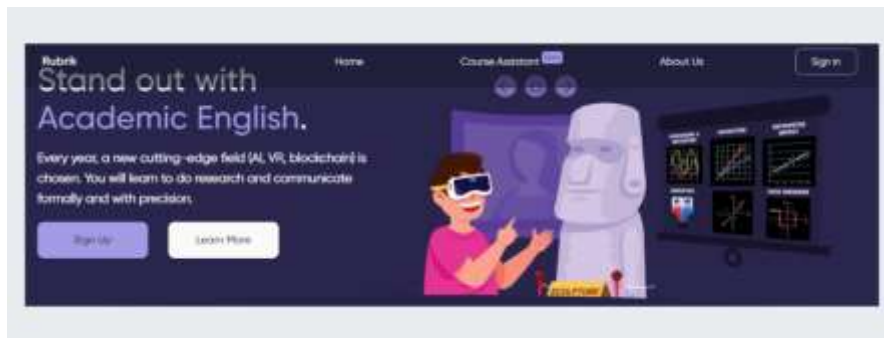 Rubrik
Home
Course Assistant
About Us
Sign In
Stand out with
Academic English.
Every year, a new cutting-edge field (AI, VR, blockchain) is
chosen. You will learn to do research and communicate
formally and with precision.
Sign Up
Learn More